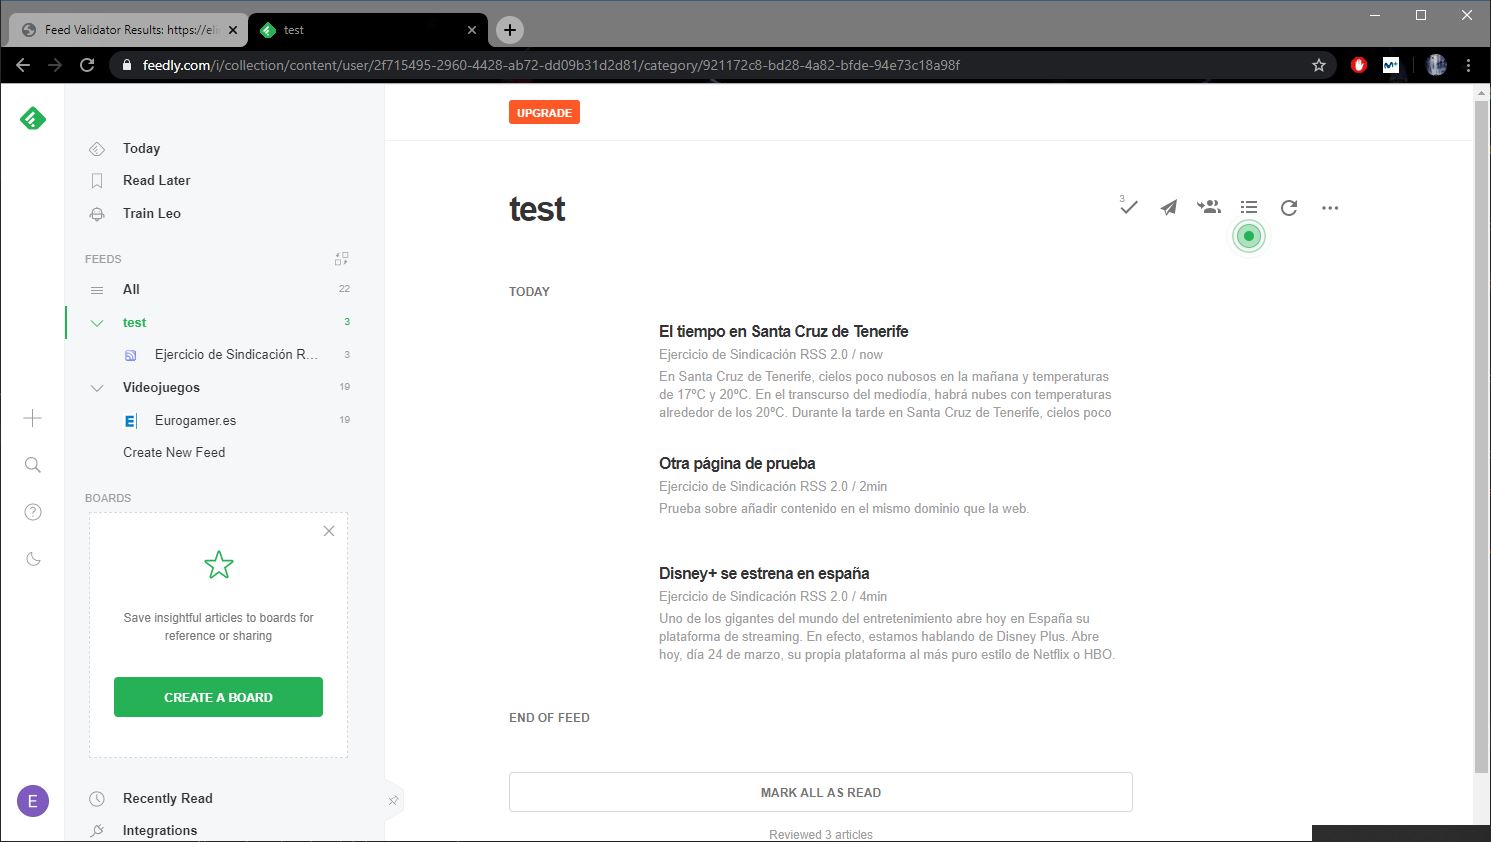 Feed Validator Results: https://eli
test
feedly.com/i/collection/content/user/2f715495-2960-4428-ab72-dd09b31d2d81/category/921172c8-bd28-4a82-bfde-94e73c18a98f
UPGRADE
Today
Read Later
Train Leo
FEEDS
All 22
test 3
Ejercicio de Sindicación R... 3
Videojuegos 19
E Eurogamer.es 19
Create New Feed
BOARDS
Save insightful articles to boards for
reference or sharing
CREATE A BOARD
E
Recently Read
Integrations
test
3
TODAY
El tiempo en Santa Cruz de Tenerife
Ejercicio de Sindicación RSS 2.0 / now
En Santa Cruz de Tenerife, cielos poco nubosos en la mañana y temperaturas
de 17ºC y 20ºC. En el transcurso del mediodía, habrá nubes con temperaturas
alrededor de los 20ºC. Durante la tarde en Santa Cruz de Tenerife, cielos poco
Otra página de prueba
Ejercicio de Sindicación RSS 2.0 / 2min
Prueba sobre añadir contenido en el mismo dominio que la web.
Disney+ se estrena en españa
Ejercicio de Sindicación RSS 2.0 / 4min
Uno de los gigantes del mundo del entretenimiento abre hoy en España su
plataforma de streaming. En efecto, estamos hablando de Disney Plus. Abre
hoy, día 24 de marzo, su propia plataforma al más puro estilo de Netflix o HBO.
END OF FEED
MARK ALL AS READ
Reviewed 3 articles